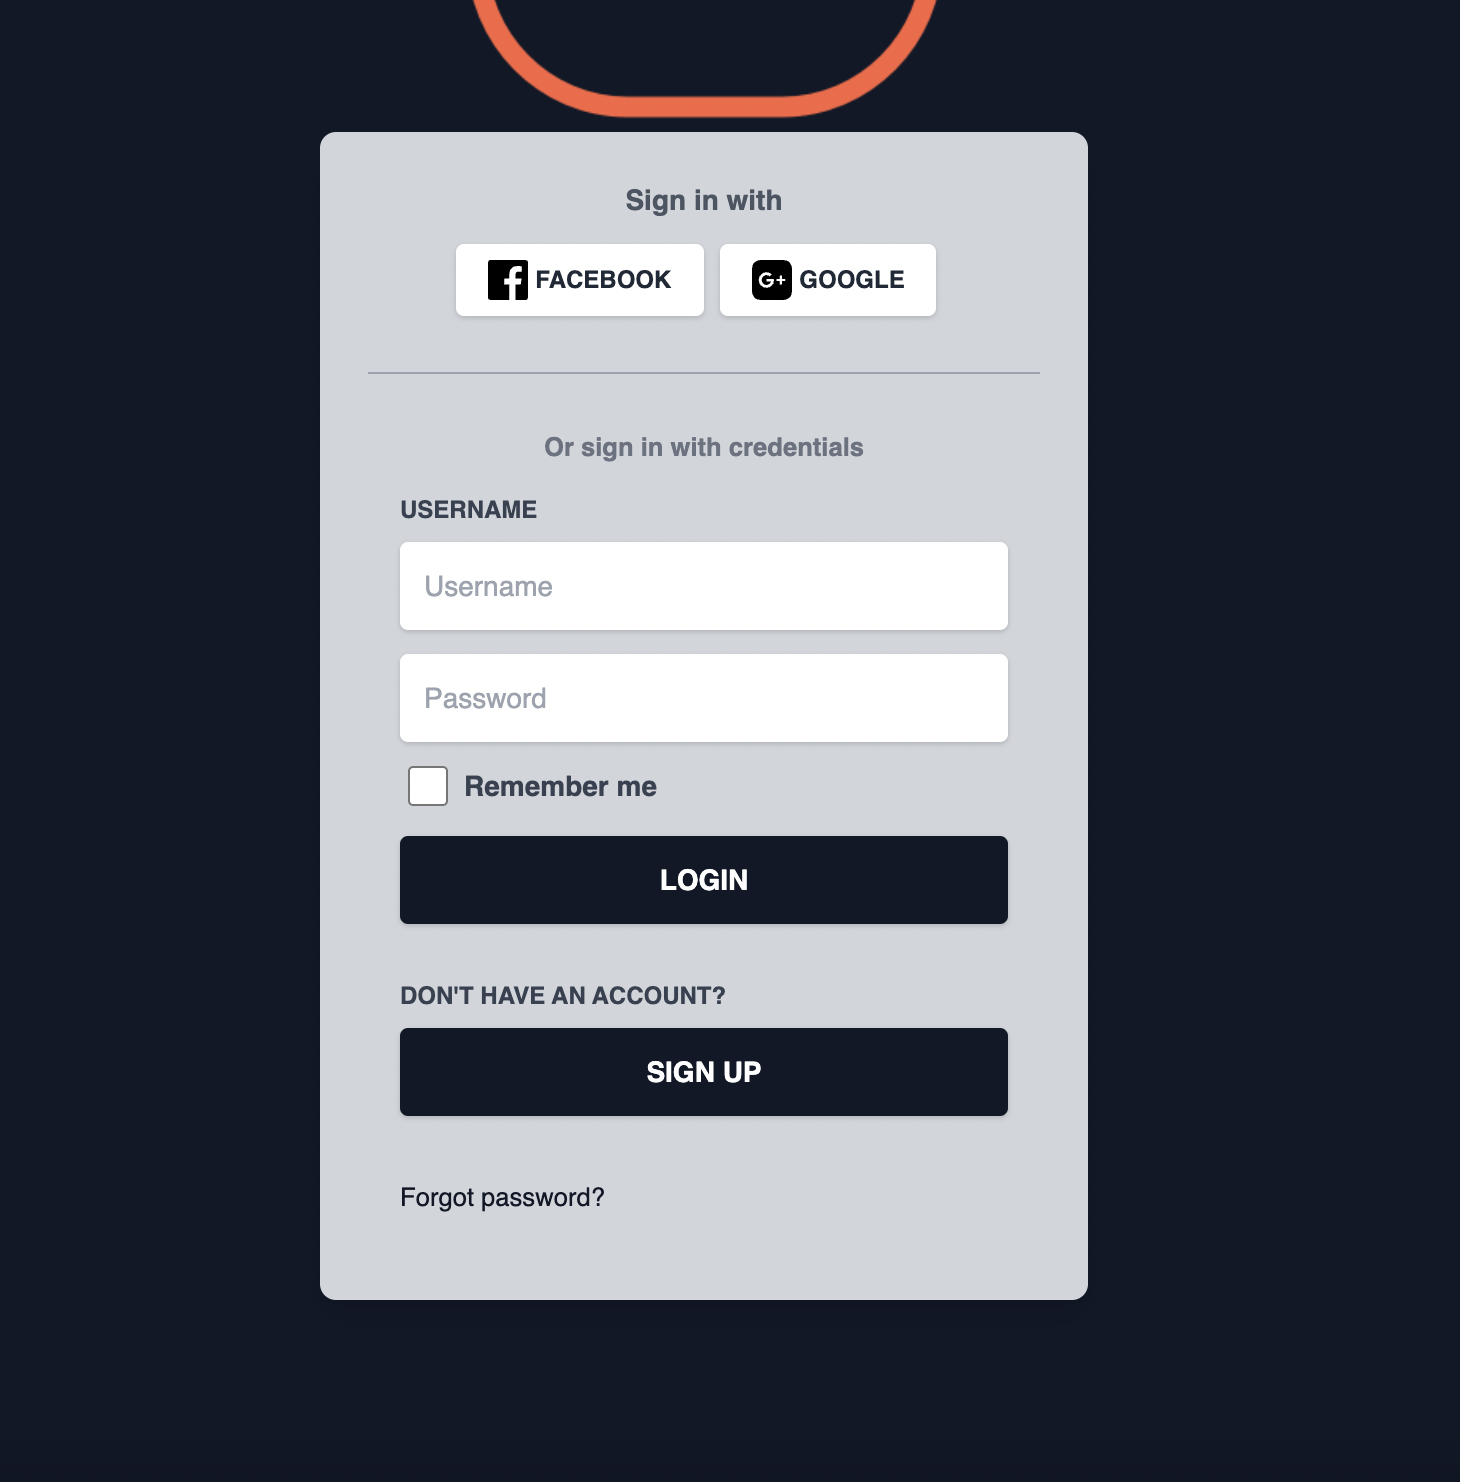 Sign in with
FACEBOOK
G+ GOOGLE
Or sign in with credentials
USERNAME
Username
Password
Remember me
LOGIN
DON'T HAVE AN ACCOUNT?
SIGN UP
Forgot password?